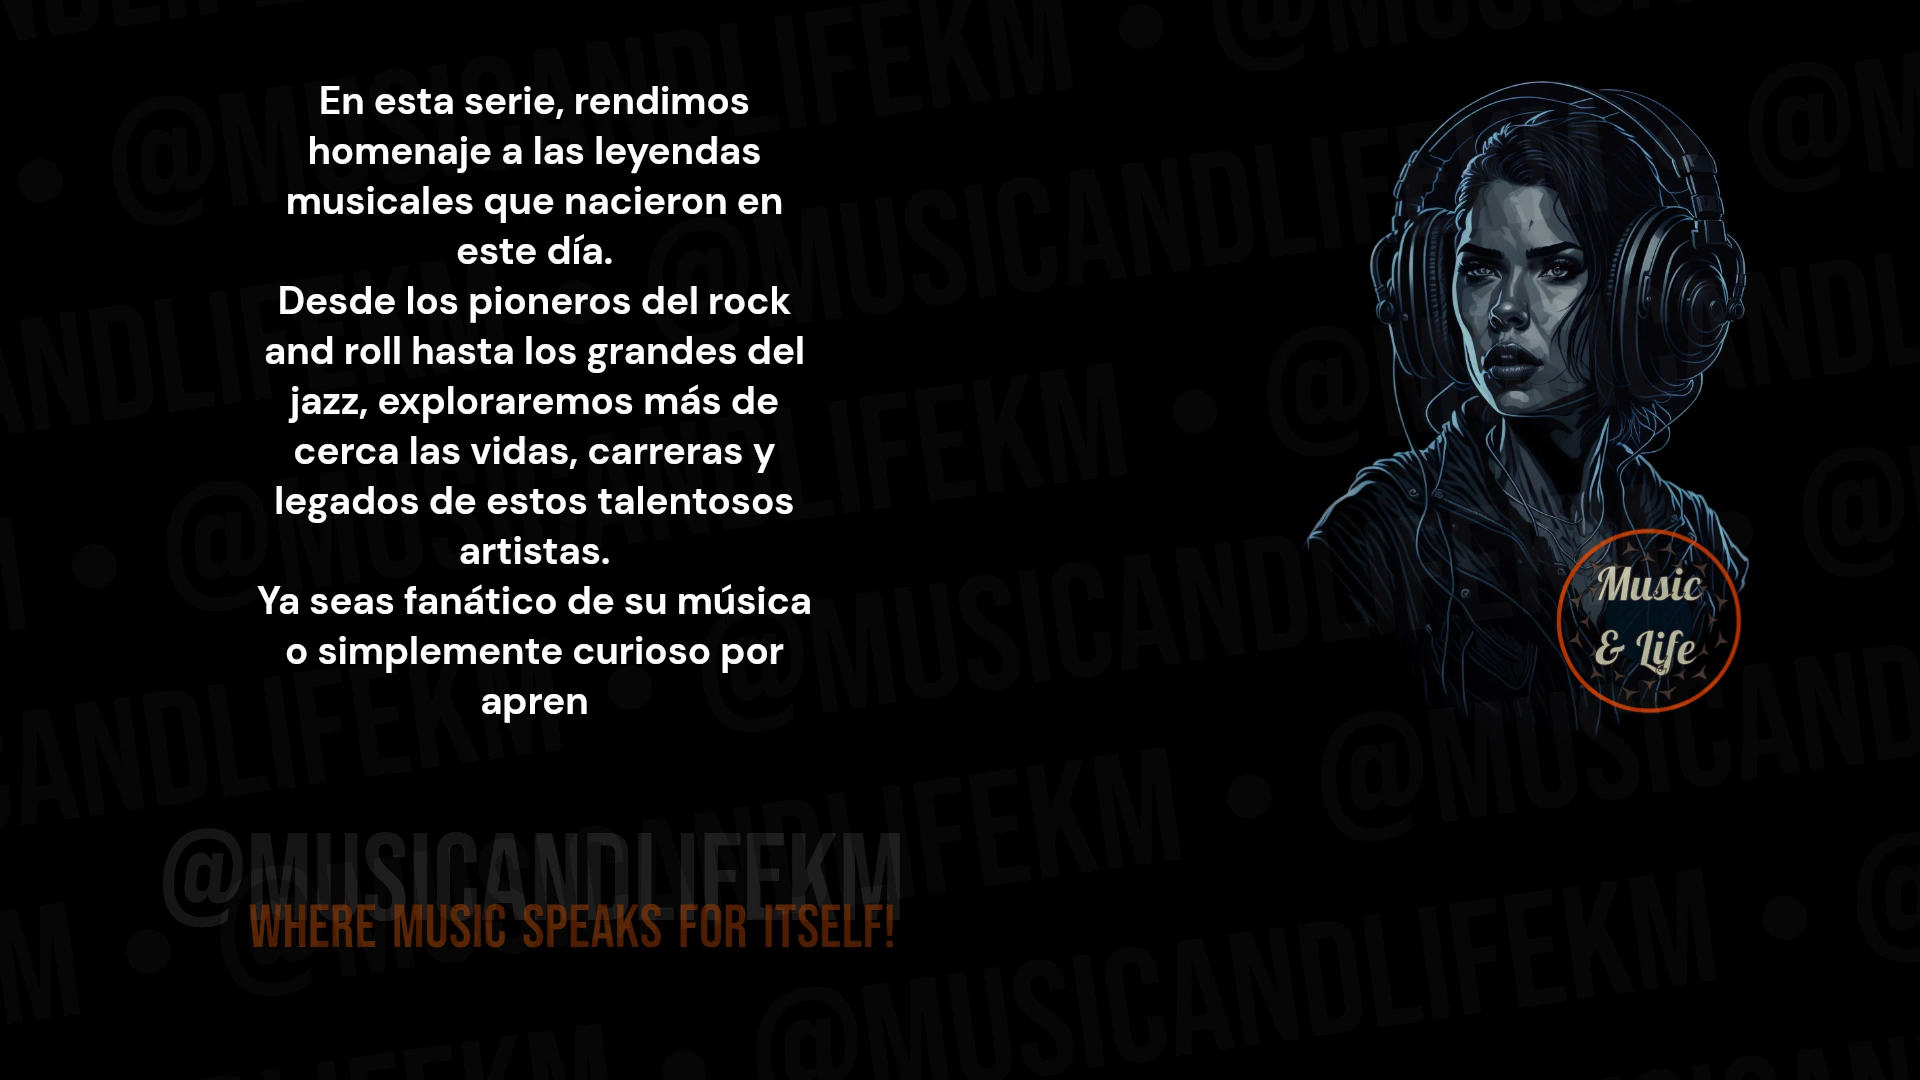 En esta serie, rendimos
homenaje a las leyendas
musicales que nacieron en
este día.
Desde los pioneros del rock
and roll hasta los grandes del
jazz, exploraremos más de
cerca las vidas, carreras y
legados de estos talentosos
artistas.
Ya seas fanático de su música
o simplemente curioso por
apren
Music
& Life
@MUSICANDLIFEKM
WHERE MUSIC SPEAKS FOR ITSELF!